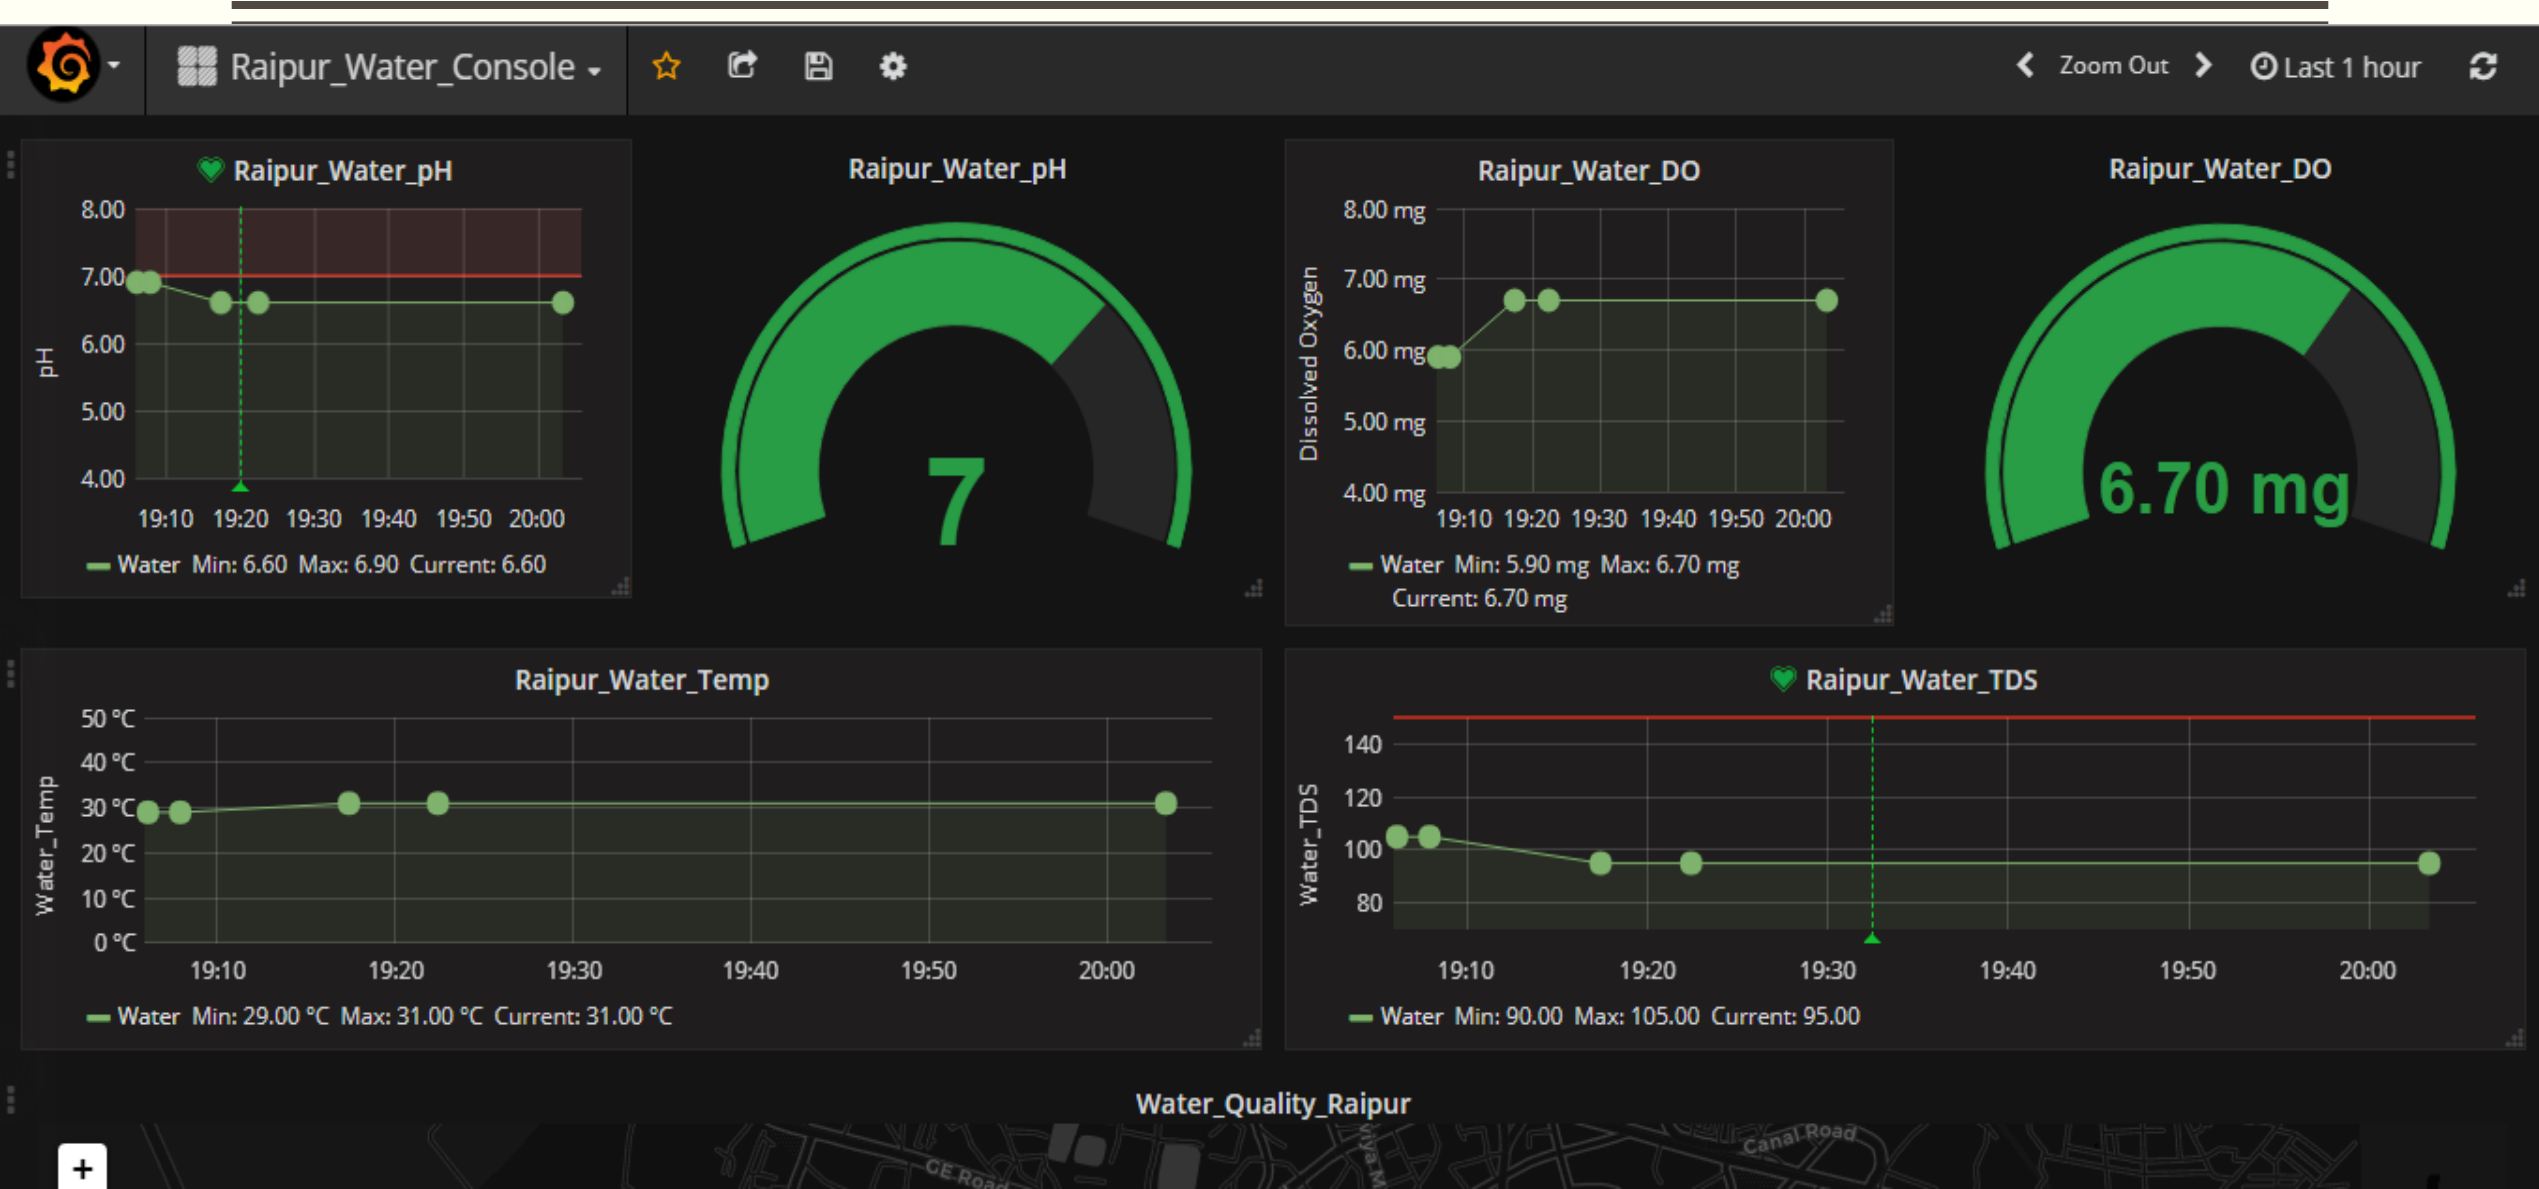 Raipur_Water_Console
Zoom Out
Last 1 hour
Raipur_Water_pH
8.00
7.00
6.00
5.00
4.00
pH
19:10 19:20 19:30 19:40 19:50 20:00
Water Min: 6.60 Max: 6.90 Current: 6.60
Raipur_Water_pH
7
Raipur_Water_DO
8.00 mg
7.00 mg
6.00 mg
5.00 mg
4.00 mg
Dissolved Oxygen
19:10 19:20 19:30 19:40 19:50 20:00
Water Min: 5.90 mg Max: 6.70 mg
Current: 6.70 mg
Raipur_Water_DO
6.70 mg
Raipur_Water_Temp
50 °C
40 °C
30 °C
20 °C
10 °C
0 °C
Water_Temp
19:10 19:20 19:30 19:40 19:50 20:00
Water Min: 29.00 °C Max: 31.00 °C Current: 31.00 °C
Raipur_Water_TDS
140
120
100
80
Water_TDS
19:10 19:20 19:30 19:40 19:50 20:00
Water Min: 90.00 Max: 105.00 Current: 95.00
Water_Quality_Raipur
+
GE Road
Canal Road